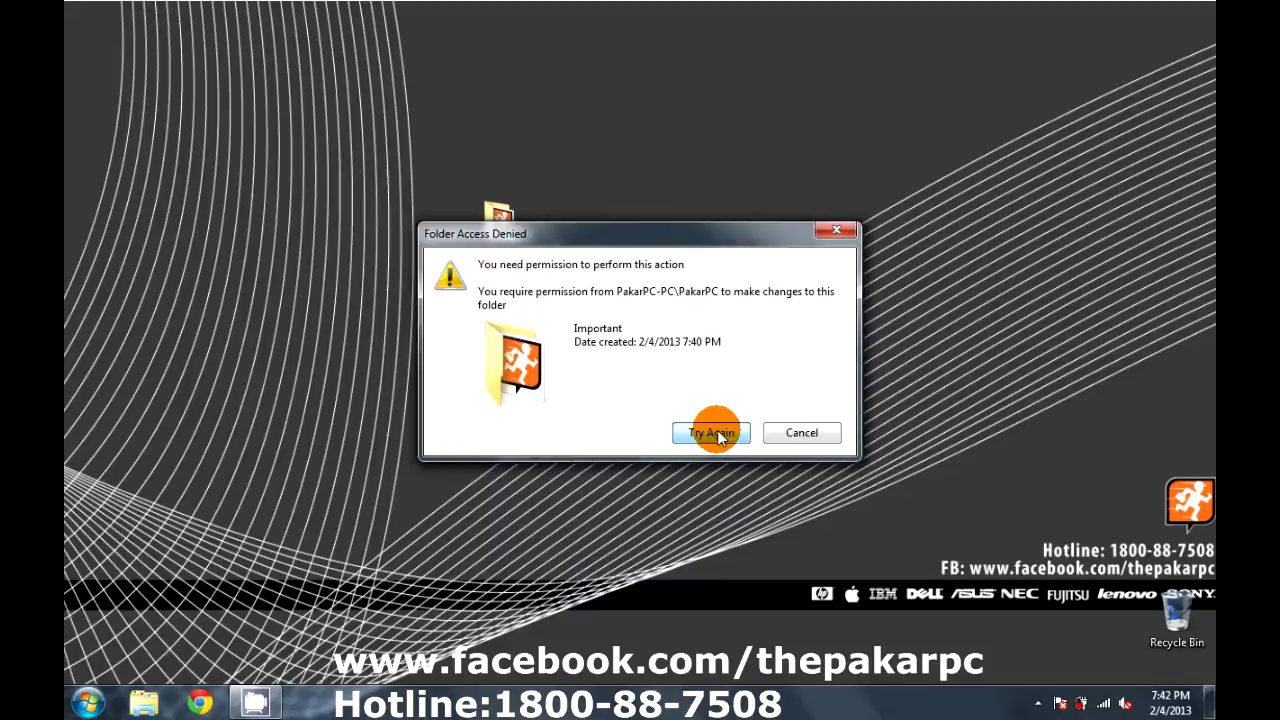 Folder Access Denied
You need permission to perform this action
You require permission from PakarPC-PC\PakarPC to make changes to this
folder
Important
Date created: 2/4/2013 7:40 PM
Try Again
Cancel
Hotline: 1800-88-7508
FB: www.facebook.com/thepakarpc
hp IBM DELL ASUS NEC FUJITSU lenovo SONY
Recycle Bin
www.facebook.com/thepakarpc
Hotline:1800-88-7508
7:42 PM
2/4/2013